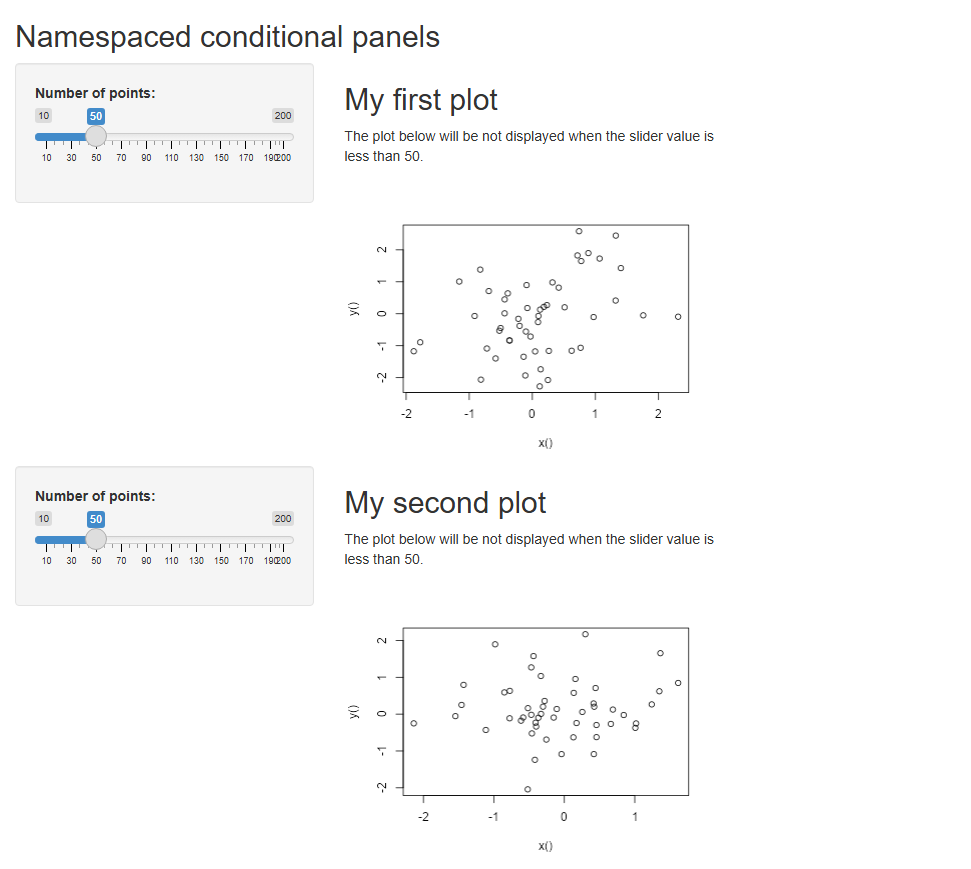 Namespaced conditional panels
Number of points:
10 50 200
10 30 50 70 90 110 130 150 170 190200
My first plot
The plot below will be not displayed when the slider value is
less than 50.
2
1
0
-1
-2
y()
-2 -1 0 1 2
x()
Number of points:
10 50 200
10 30 50 70 90 110 130 150 170 190200
My second plot
The plot below will be not displayed when the slider value is
less than 50.
2
1
0
-1
-2
y()
-2 -1 0 1
x()